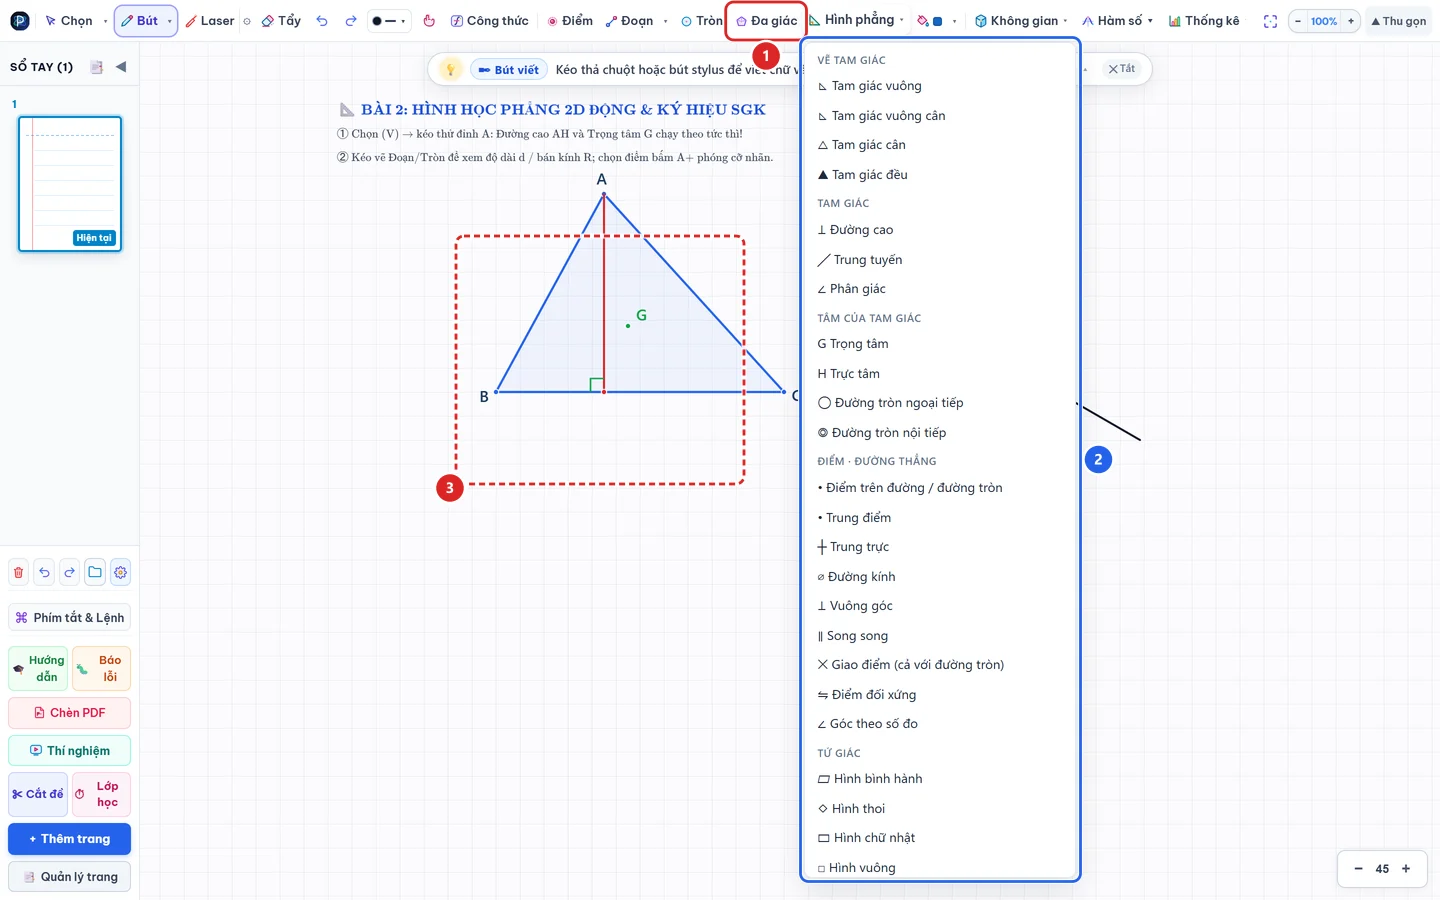 Chọn
Bút
Laser
Tẩy
Công thức
Điểm
Đoạn
Tròn
Đa giác
Hình phẳng
Không gian
Hàm số
Thống kê
− 100% +
▲ Thu gọn
1
SỔ TAY (1)
Bút viết
Kéo thả chuột hoặc bút stylus để viết chữ
Tắt
1
Hiện tại
BÀI 2: HÌNH HỌC PHẲNG 2D ĐỘNG & KÝ HIỆU SGK
① Chọn (V) → kéo thử đỉnh A: Đường cao AH và Trọng tâm G chạy theo tức thì!
② Kéo vẽ Đoạn/Tròn để xem độ dài d / bán kính R; chọn điểm bấm A+ phóng cỡ nhãn.
A
G
B
C
3
2
VẼ TAM GIÁC
⊾ Tam giác vuông
⊾ Tam giác vuông cân
△ Tam giác cân
▲ Tam giác đều
TAM GIÁC
⊥ Đường cao
╱ Trung tuyến
∠ Phân giác
TÂM CỦA TAM GIÁC
G Trọng tâm
H Trực tâm
◯ Đường tròn ngoại tiếp
◎ Đường tròn nội tiếp
ĐIỂM · ĐƯỜNG THẲNG
• Điểm trên đường / đường tròn
• Trung điểm
┼ Trung trực
⌀ Đường kính
⊥ Vuông góc
∥ Song song
╳ Giao điểm (cả với đường tròn)
⇋ Điểm đối xứng
∠ Góc theo số đo
TỨ GIÁC
▱ Hình bình hành
◇ Hình thoi
▭ Hình chữ nhật
□ Hình vuông
⌘ Phím tắt & Lệnh
Hướng dẫn
Báo lỗi
Chèn PDF
Thí nghiệm
Cắt đề
Lớp học
+ Thêm trang
Quản lý trang
− 45 +